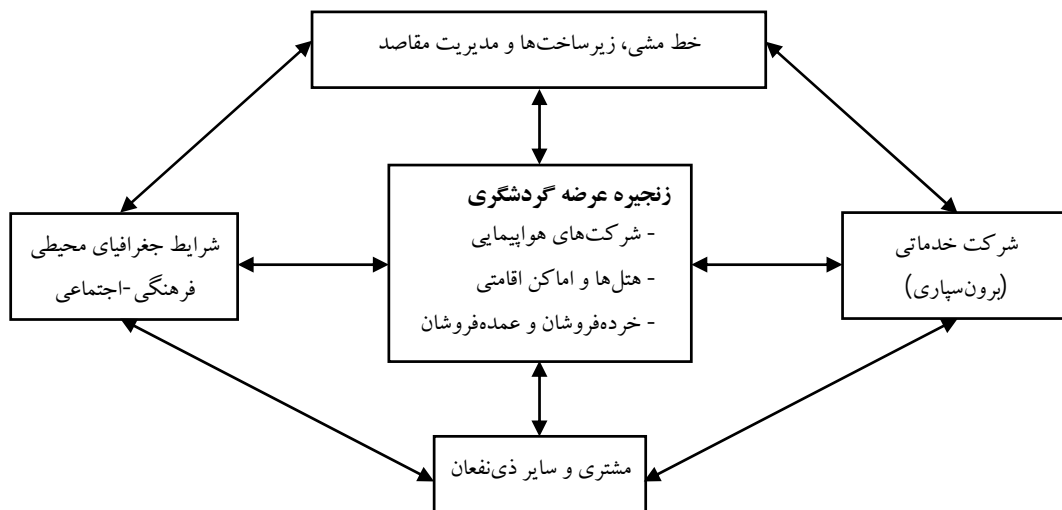 خط مشی، زیرساخت‌ها و مدیریت مقاصد
زنجیره عرضه گردشگری
- شرکت‌های هواپیمایی
- هتل‌ها و اماکن اقامتی
- خرده‌فروشان و عمده‌فروشان
شرکت خدماتی
(برون‌سپاری)
شرایط جغرافیای محیطی
فرهنگی-اجتماعی
مشتری و سایر ذی‌نفعان